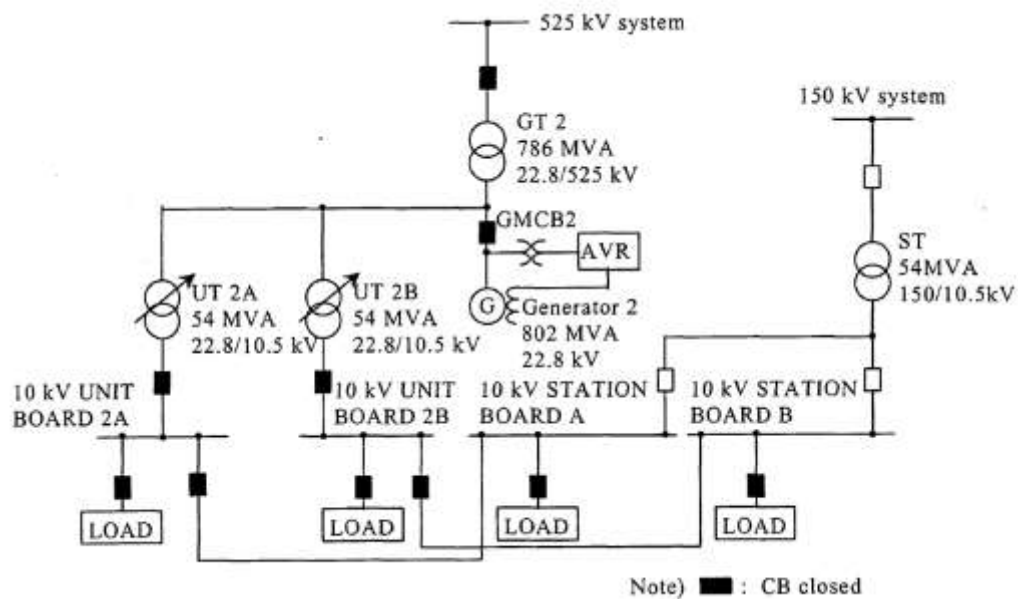 525 kV system
150 kV system
GT 2
786 MVA
22.8/525 kV
GMCB2
AVR
ST
54MVA
150/10.5kV
UT 2A
54 MVA
22.8/10.5 kV
UT 2B
54 MVA
22.8/10.5 kV
G
Generator 2
802 MVA
22.8 kV
10 kV UNIT
BOARD 2A
10 kV UNIT
BOARD 2B
10 kV STATION
BOARD A
10 kV STATION
BOARD B
LOAD
LOAD
LOAD
LOAD
Note) : CB closed